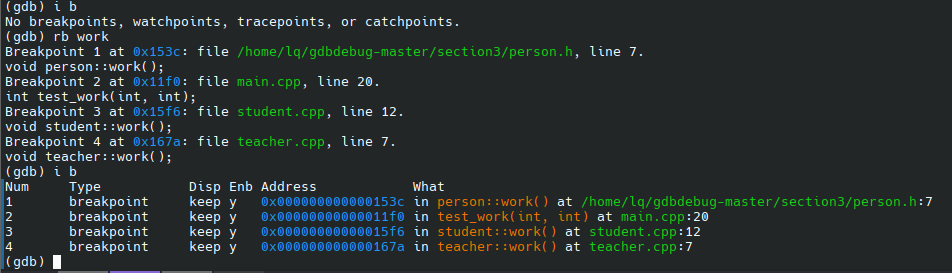 (gdb) i b
No breakpoints, watchpoints, tracepoints, or catchpoints.
(gdb) rb work
Breakpoint 1 at 0x153c: file /home/lq/gdbdebug-master/section3/person.h, line 7.
void person::work();
Breakpoint 2 at 0x11f0: file main.cpp, line 20.
int test_work(int, int);
Breakpoint 3 at 0x15f6: file student.cpp, line 12.
void student::work();
Breakpoint 4 at 0x167a: file teacher.cpp, line 7.
void teacher::work();
(gdb) i b
Num     Type           Disp Enb Address            What
1       breakpoint     keep y   0x000000000000153c in person::work() at /home/lq/gdbdebug-master/section3/person.h:7
2       breakpoint     keep y   0x00000000000011f0 in test_work(int, int) at main.cpp:20
3       breakpoint     keep y   0x00000000000015f6 in student::work() at student.cpp:12
4       breakpoint     keep y   0x000000000000167a in teacher::work() at teacher.cpp:7
(gdb)